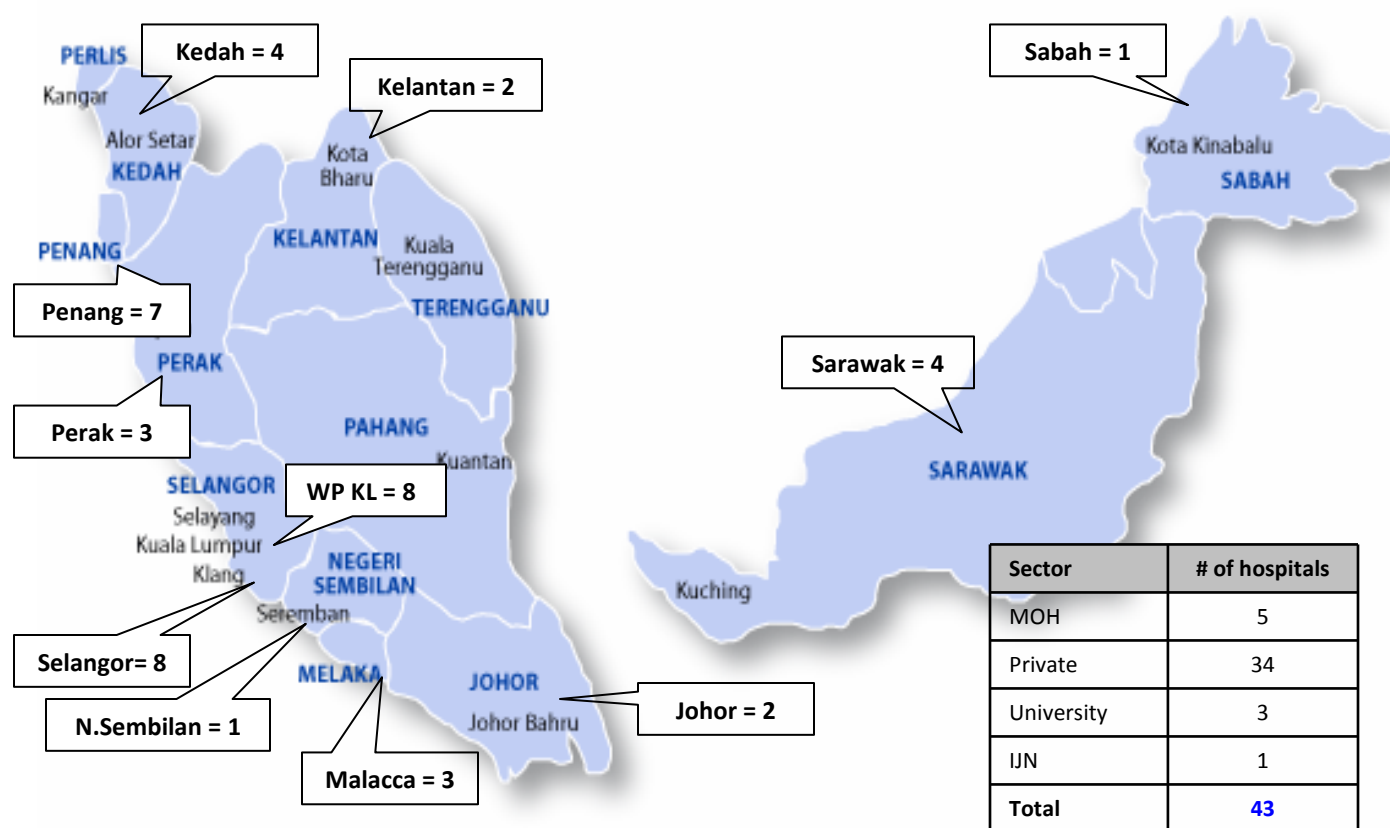 PERLIS
Kedah = 4
Sabah = 1
Kangar
Kelantan = 2
Alor Setar
KEDAH
Kota
Bharu
Kota Kinabalu
SABAH
PENANG
KELANTAN
Kuala
Terengganu
Penang = 7
TERENGGANU
PERAK
Sarawak = 4
Perak = 3
PAHANG
Kuantan
SARAWAK
SELANGOR
WP KL = 8
Selayang
Kuala Lumpur
Klang
NEGERI
SEMBILAN
Seremban
Kuching
Selangor= 8
MELAKA
JOHOR
N.Sembilan = 1
Johor Bahru
Johor = 2
Malacca = 3
Sector # of hospitals
MOH 5
Private 34
University 3
IJN 1
Total 43